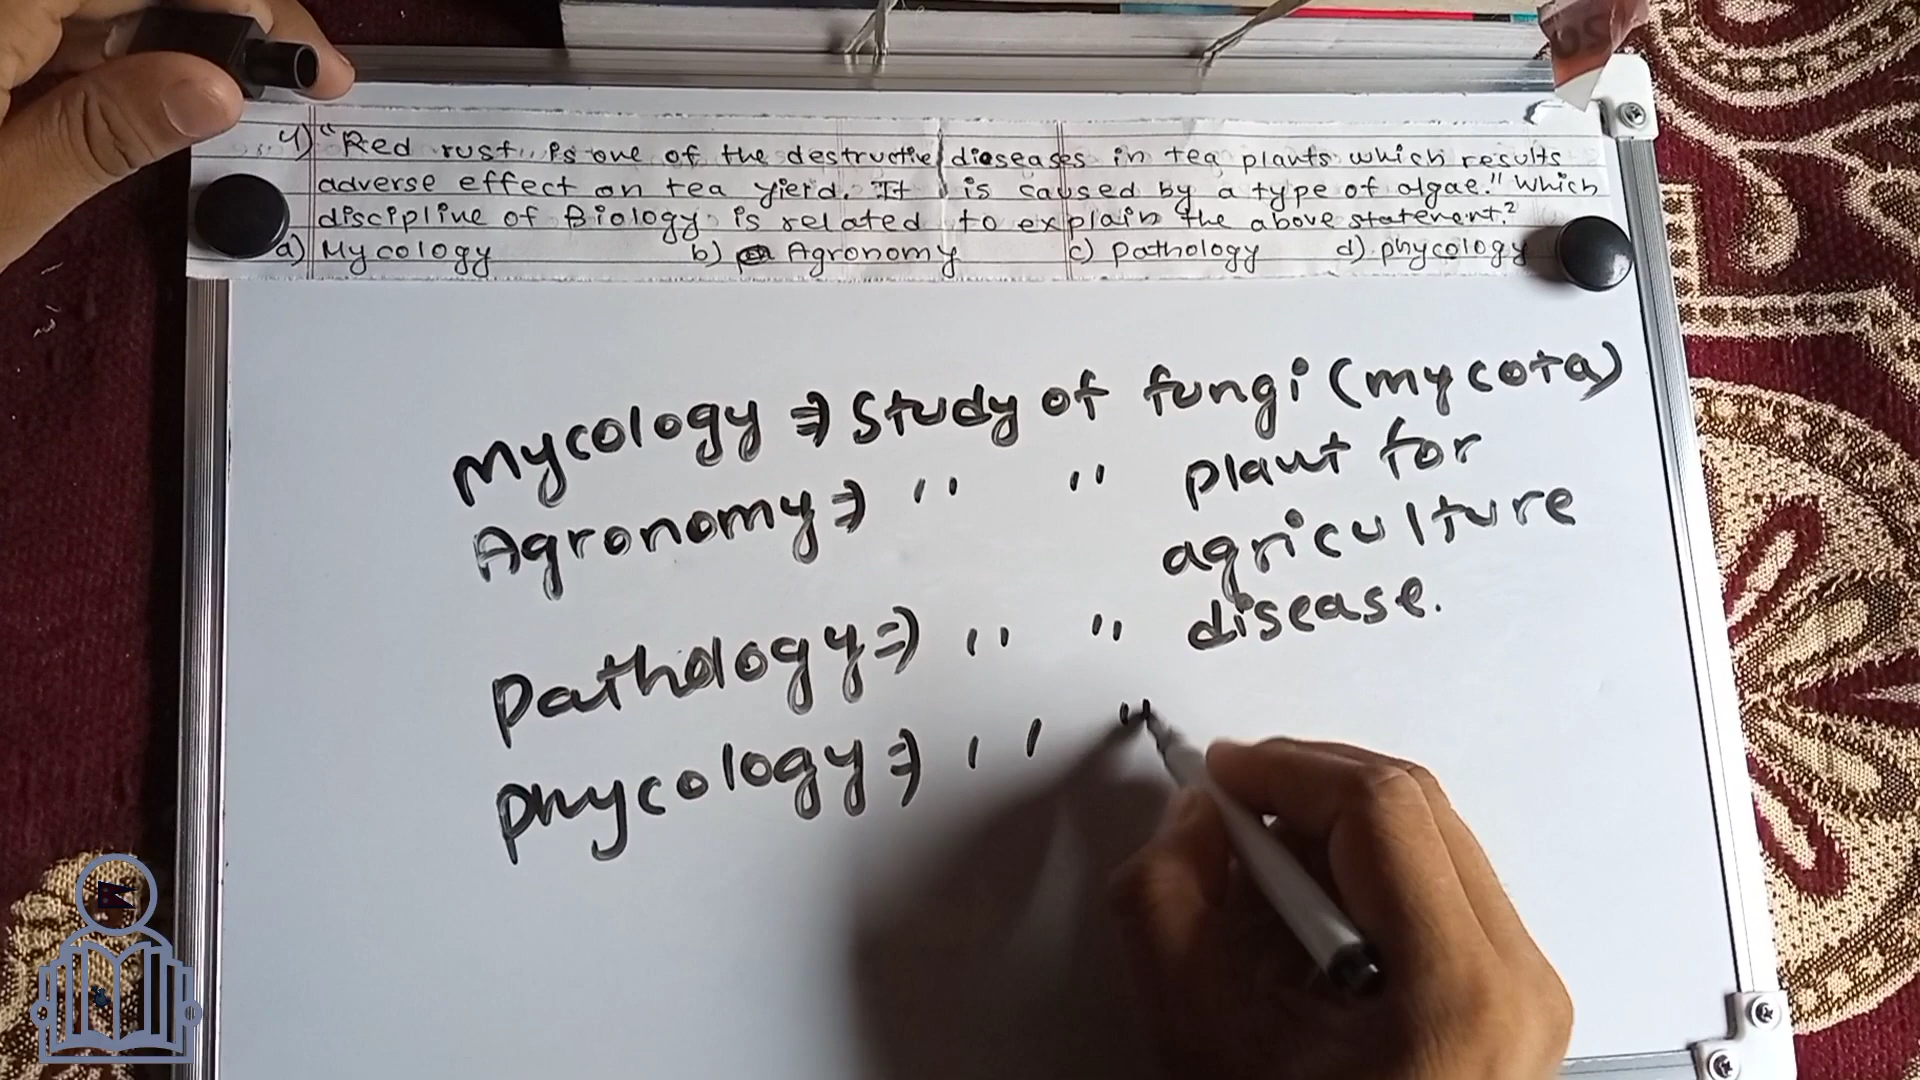 4) "Red rust" is one of the destructive dieseases in tea plants which results
adverse effect on tea yield. It is caused by a type of algae." Which
discipline of Biology is related to explain the above statement?
a) Mycology b) Agronomy c) Pathology d) phycology
Mycology ⇒ Study of fungi (mycota)
Agronomy ⇒ " " plant for
agriculture
Pathology ⇒ " " disease.
Phycology ⇒ " "